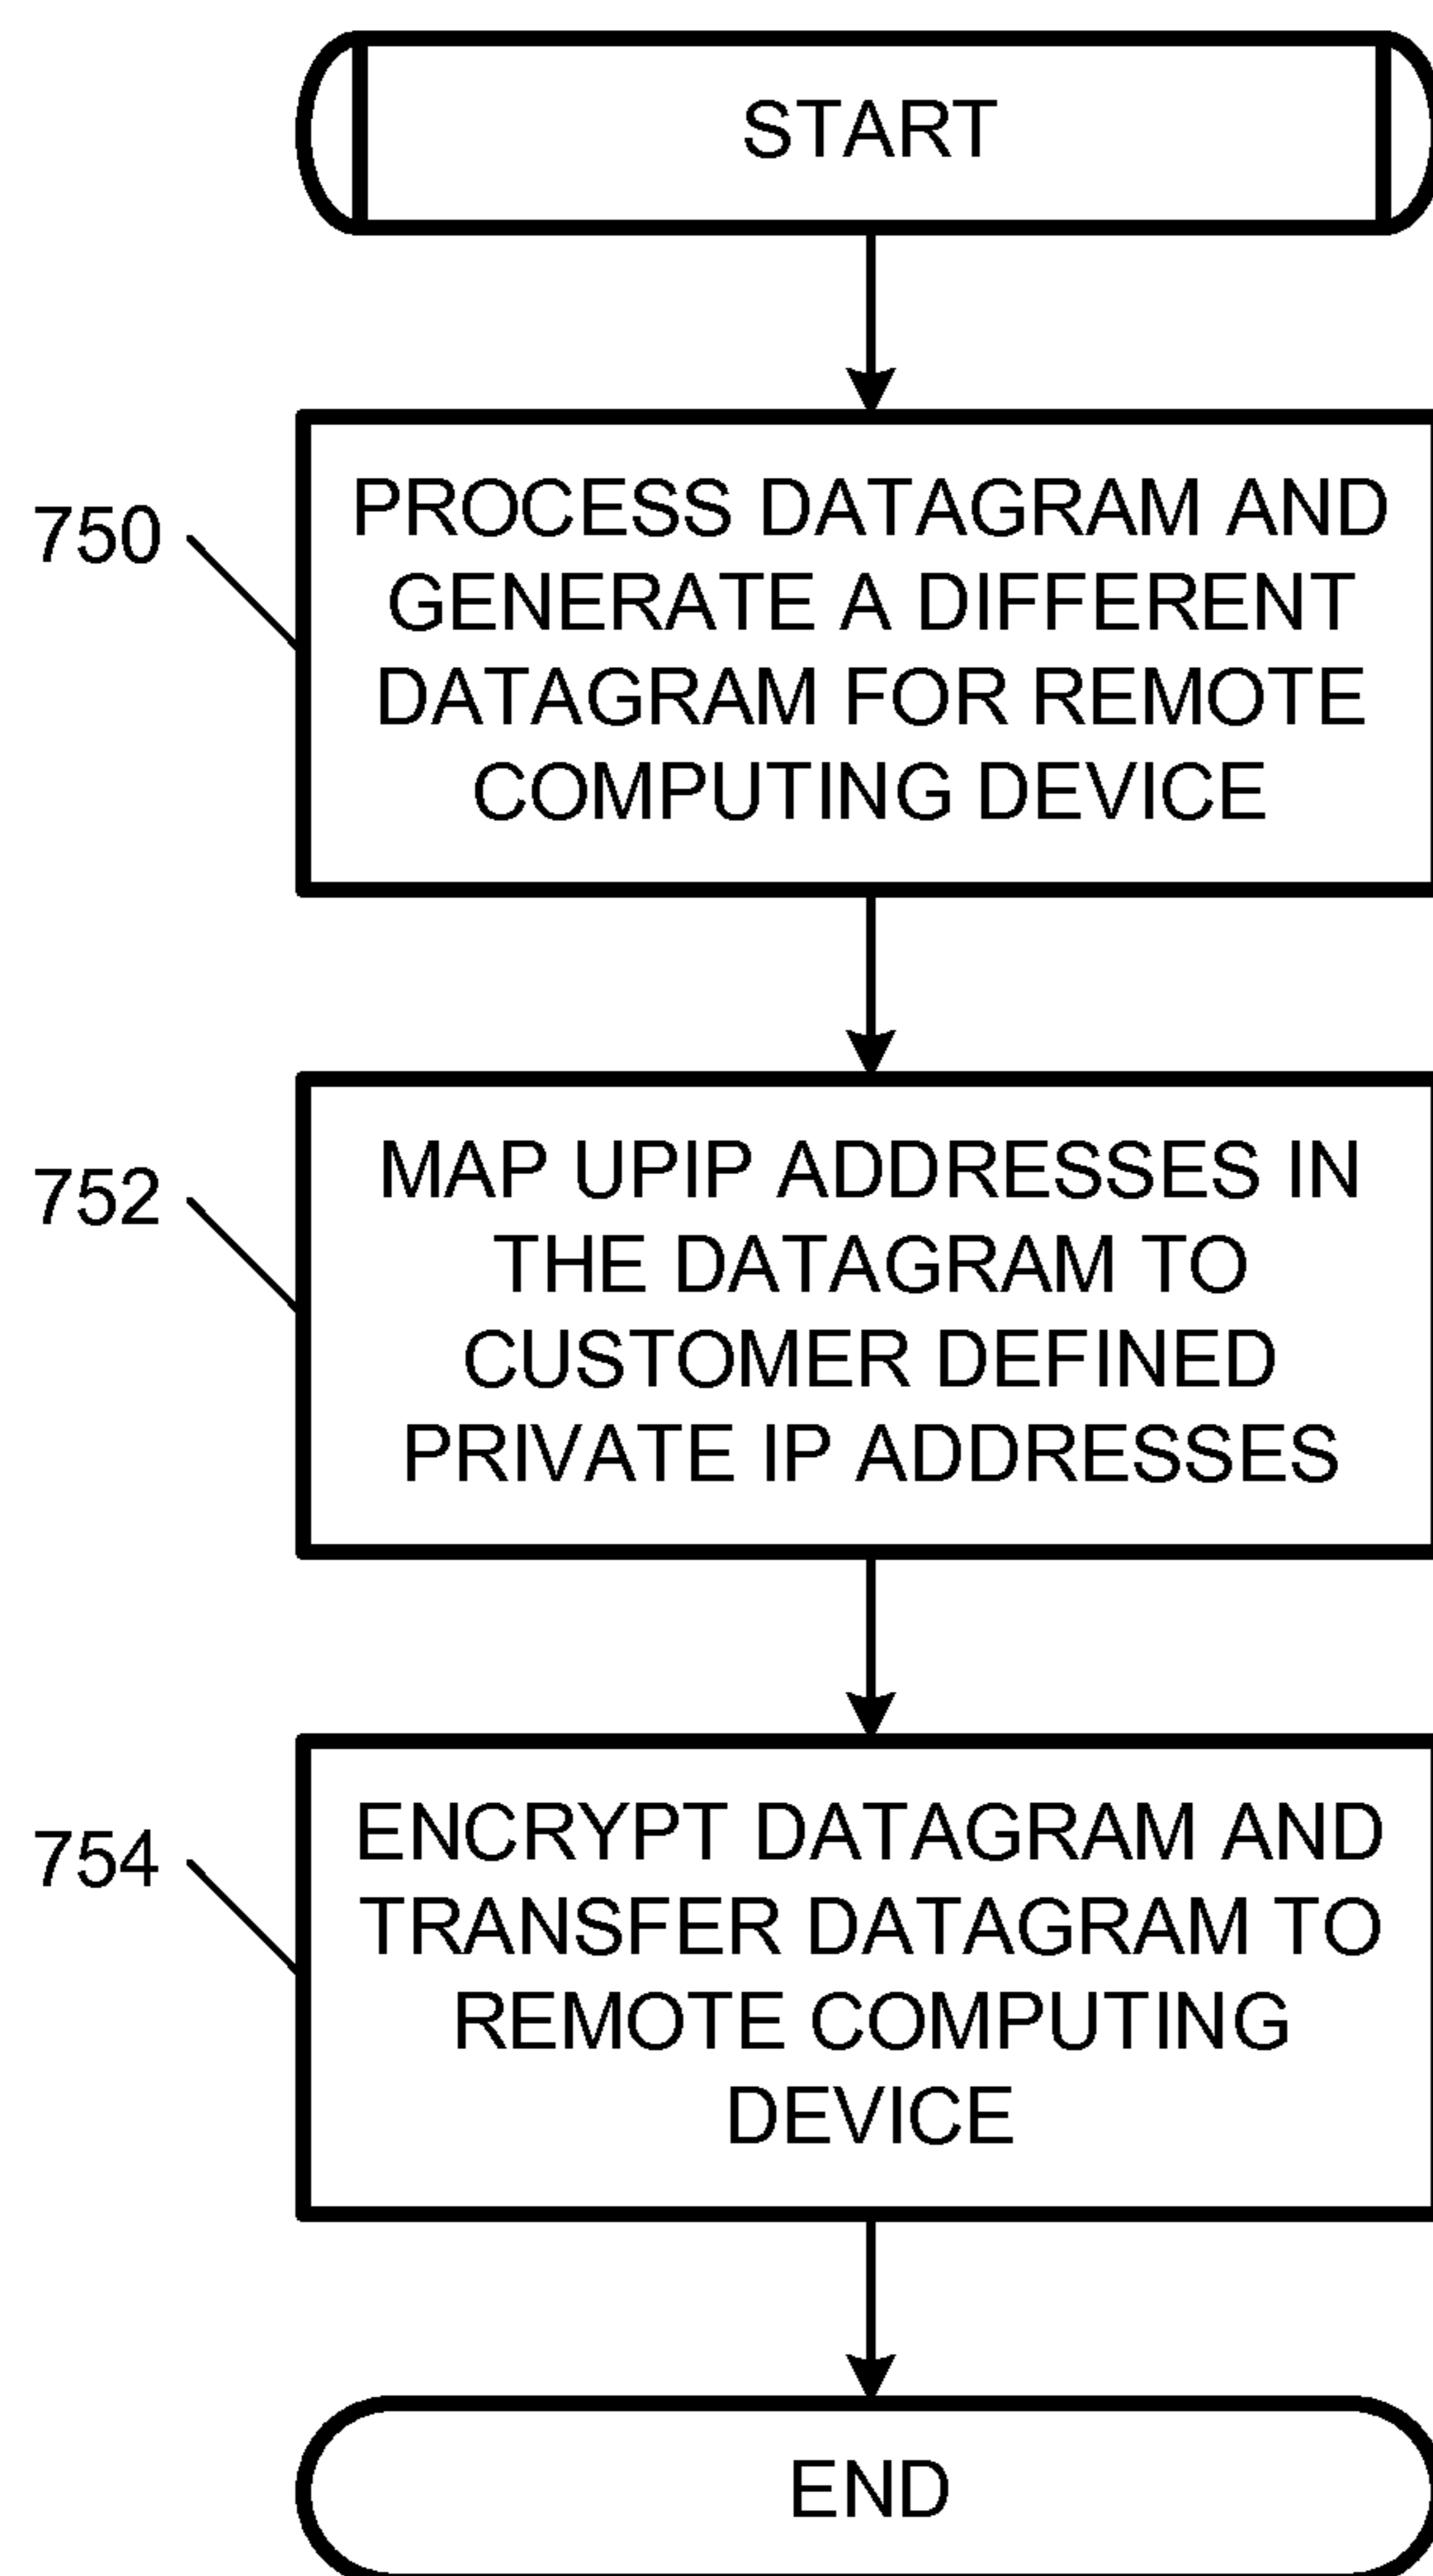 START
750
PROCESS DATAGRAM AND
GENERATE A DIFFERENT
DATAGRAM FOR REMOTE
COMPUTING DEVICE
752
MAP UPIP ADDRESSES IN
THE DATAGRAM TO
CUSTOMER DEFINED
PRIVATE IP ADDRESSES
754
ENCRYPT DATAGRAM AND
TRANSFER DATAGRAM TO
REMOTE COMPUTING
DEVICE
END